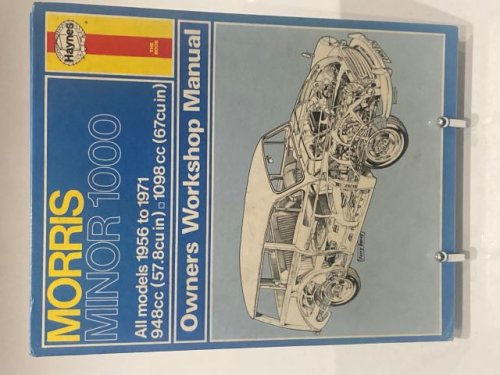 Haynes
THE BOOK
MORRIS
MINOR 1000
All models 1956 to 1971
948cc (57.8cu in) □ 1098cc (67cu in)
Owners Workshop Manual